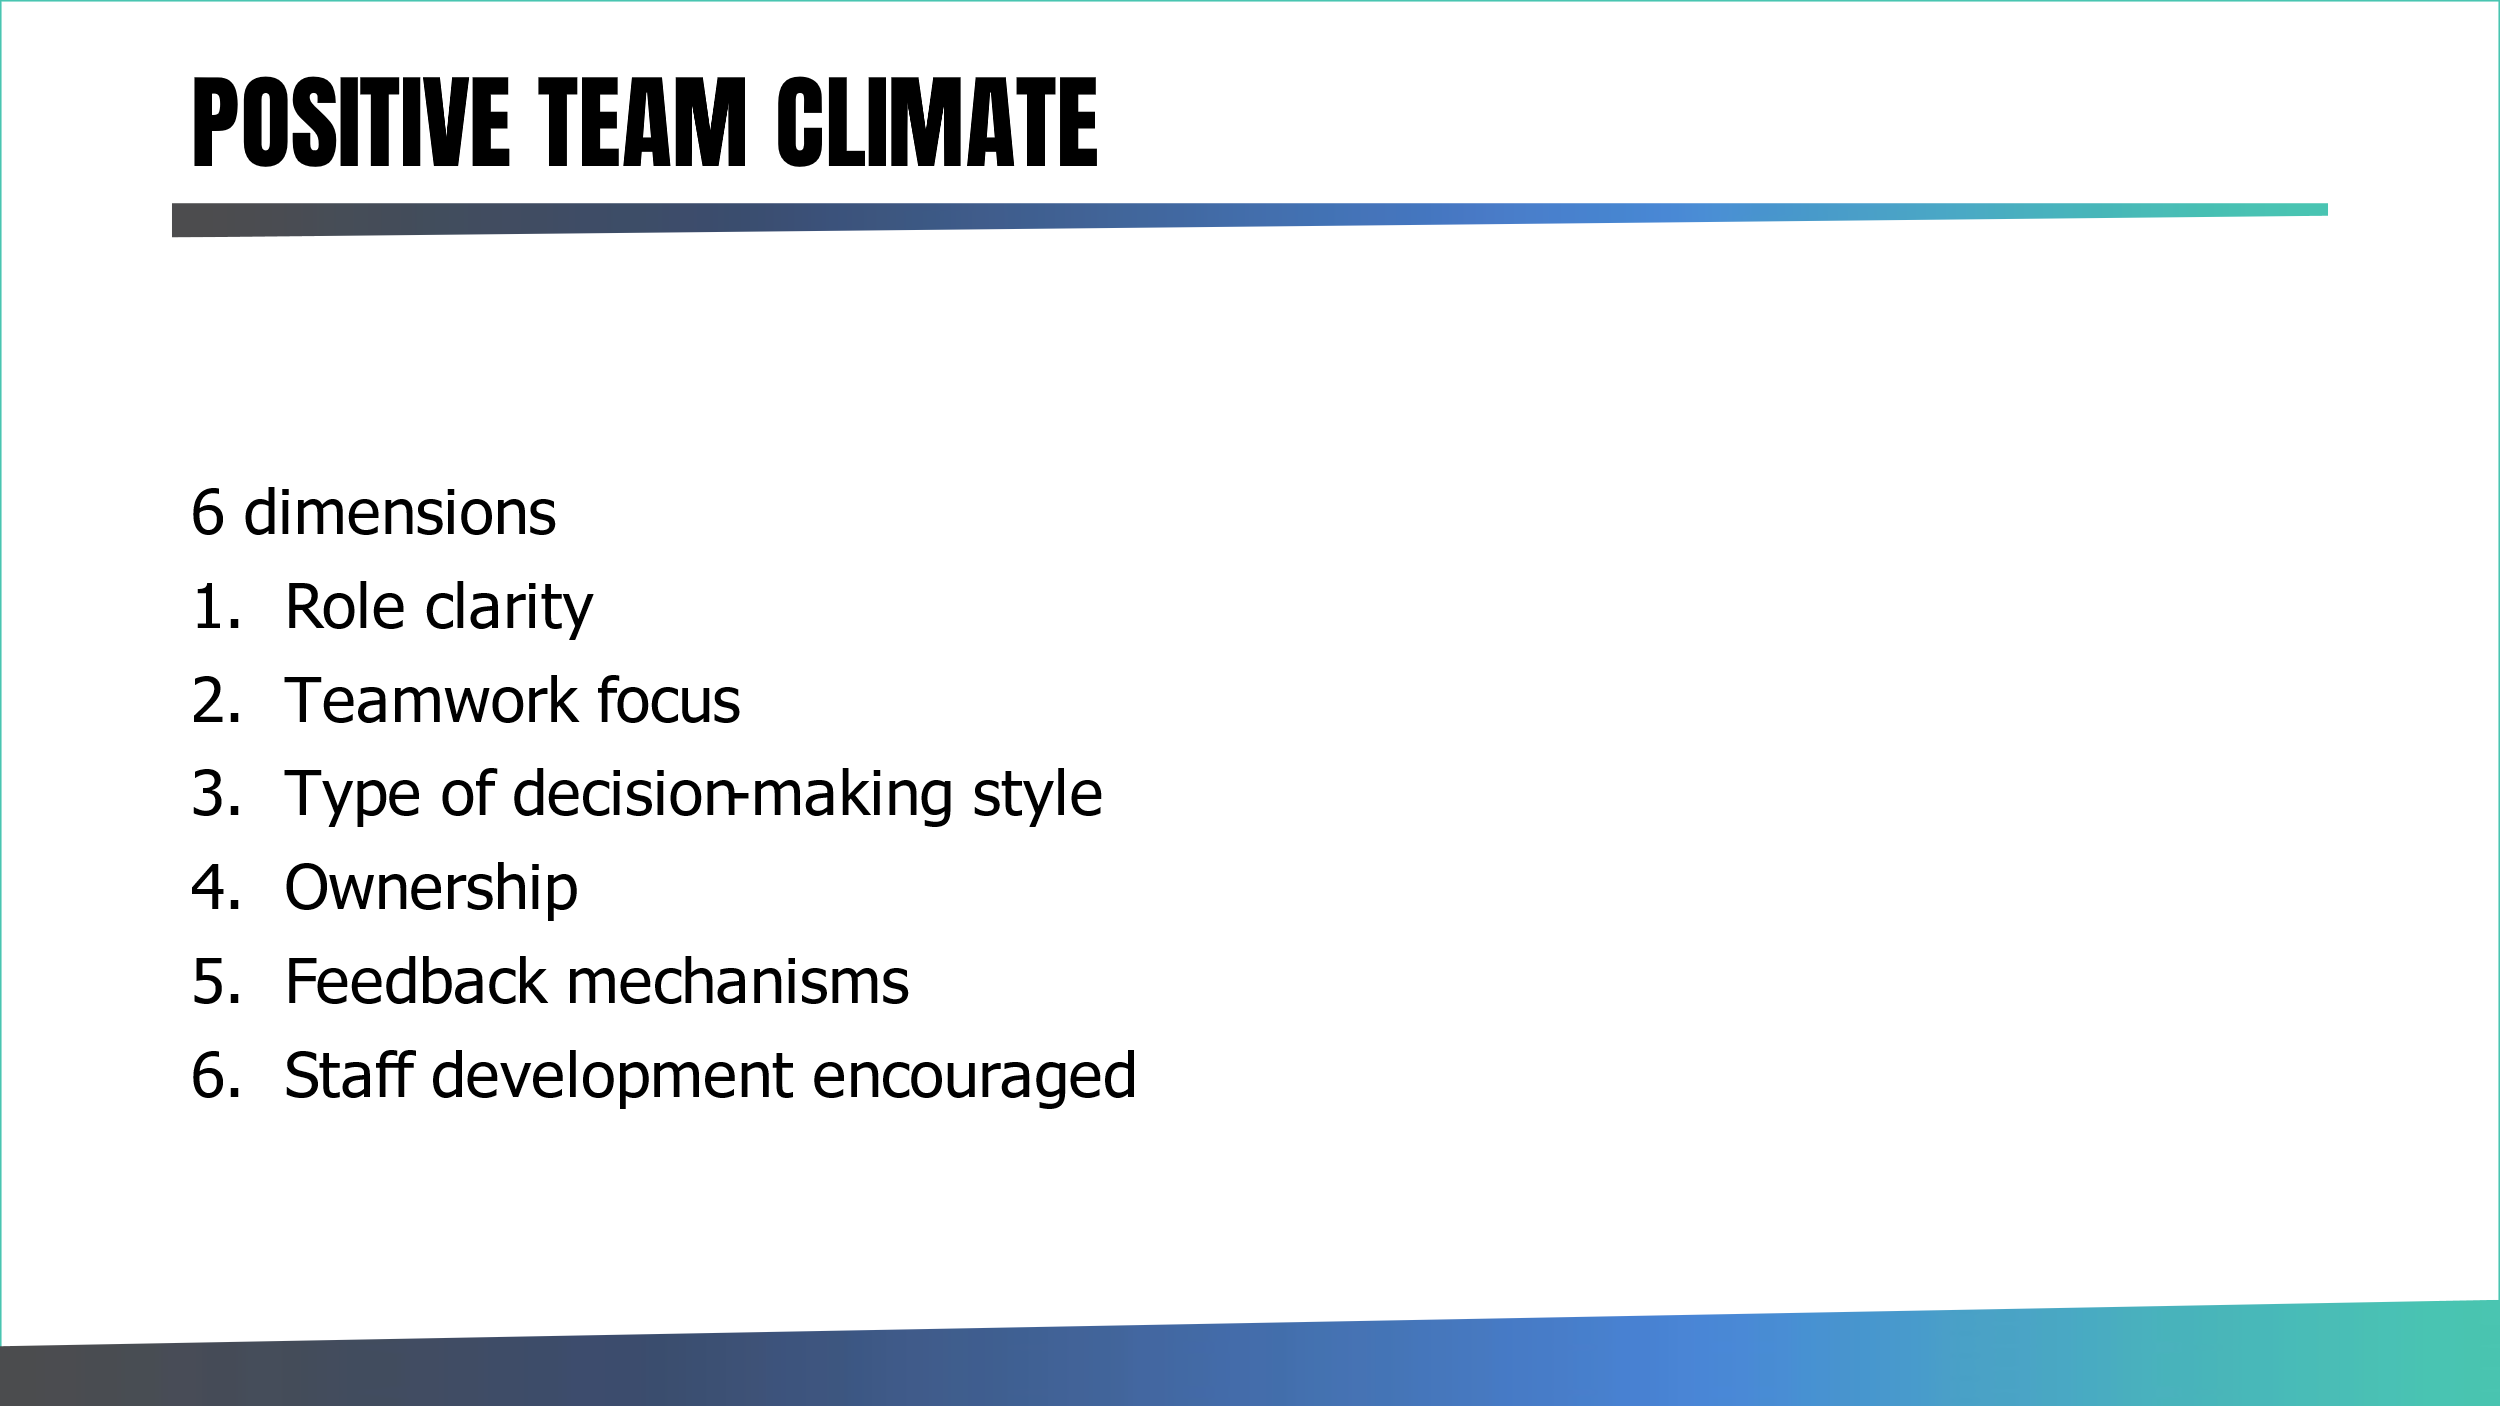 POSITIVE TEAM CLIMATE
6 dimensions
1. Role clarity
2. Teamwork focus
3. Type of decision-making style
4. Ownership
5. Feedback mechanisms
6. Staff development encouraged